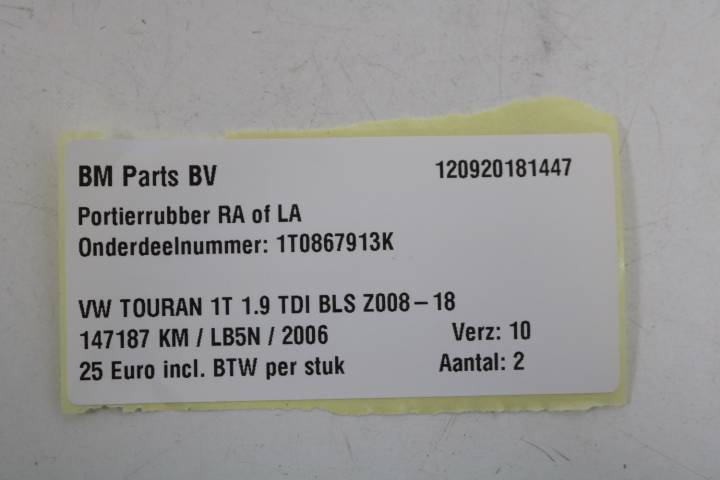 BM Parts BV 120920181447
Portierrubber RA of LA
Onderdeelnummer: 1T0867913K
VW TOURAN 1T 1.9 TDI BLS Z008-18
147187 KM / LB5N / 2006 Verz: 10
25 Euro incl. BTW per stuk Aantal: 2